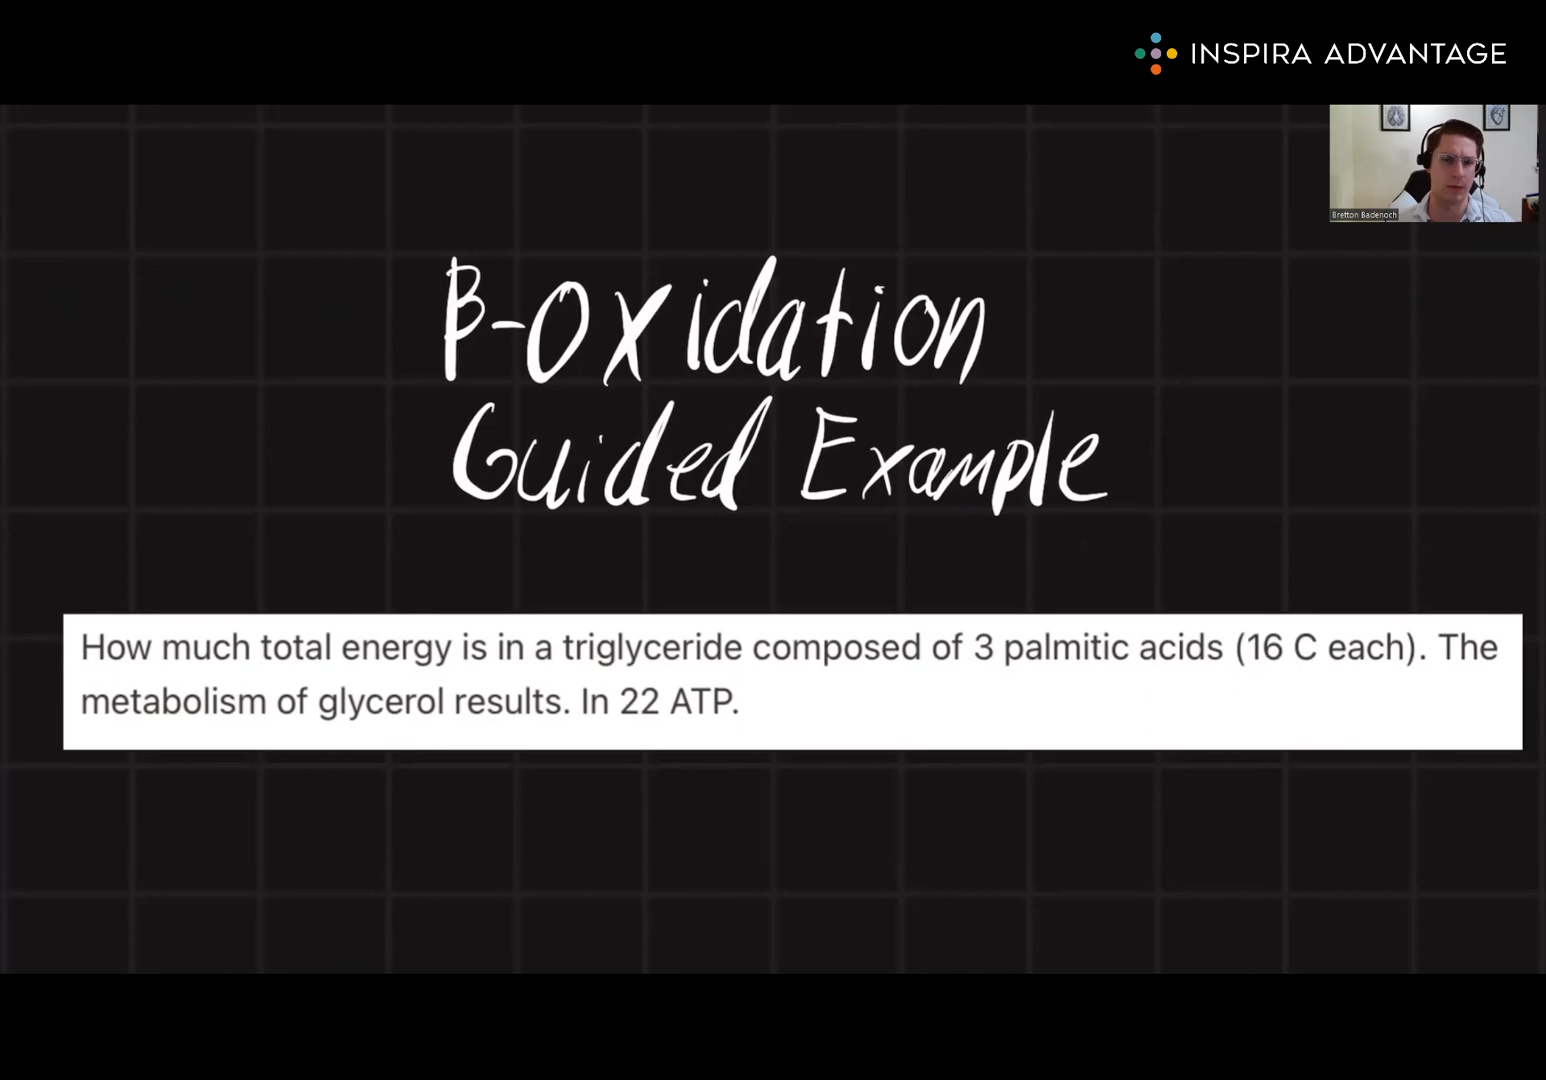 INSPIRA ADVANTAGE
Bretton Badenoch
β-Oxidation
Guided Example
How much total energy is in a triglyceride composed of 3 palmitic acids (16 C each). The
metabolism of glycerol results. In 22 ATP.